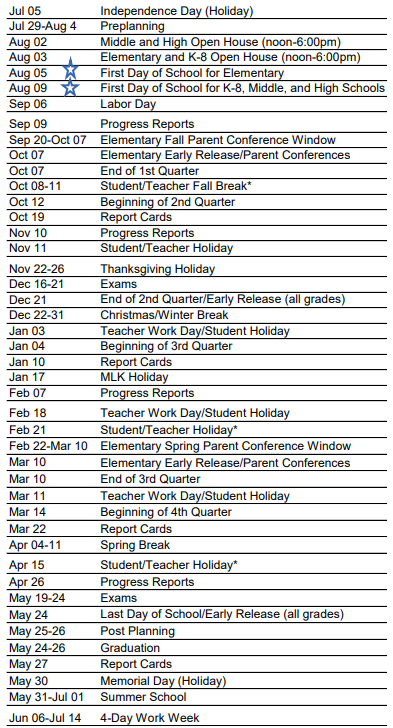 Jul 05 Independence Day (Holiday)
Jul 29-Aug 4 Preplanning
Aug 02 Middle and High Open House (noon-6:00pm)
Aug 03 Elementary and K-8 Open House (noon-6:00pm)
Aug 05 First Day of School for Elementary
Aug 09 First Day of School for K-8, Middle, and High Schools
Sep 06 Labor Day
Sep 09 Progress Reports
Sep 20-Oct 07 Elementary Fall Parent Conference Window
Oct 07 Elementary Early Release/Parent Conferences
Oct 07 End of 1st Quarter
Oct 08-11 Student/Teacher Fall Break*
Oct 12 Beginning of 2nd Quarter
Oct 19 Report Cards
Nov 10 Progress Reports
Nov 11 Student/Teacher Holiday
Nov 22-26 Thanksgiving Holiday
Dec 16-21 Exams
Dec 21 End of 2nd Quarter/Early Release (all grades)
Dec 22-31 Christmas/Winter Break
Jan 03 Teacher Work Day/Student Holiday
Jan 04 Beginning of 3rd Quarter
Jan 10 Report Cards
Jan 17 MLK Holiday
Feb 07 Progress Reports
Feb 18 Teacher Work Day/Student Holiday
Feb 21 Student/Teacher Holiday*
Feb 22-Mar 10 Elementary Spring Parent Conference Window
Mar 10 Elementary Early Release/Parent Conferences
Mar 10 End of 3rd Quarter
Mar 11 Teacher Work Day/Student Holiday
Mar 14 Beginning of 4th Quarter
Mar 22 Report Cards
Apr 04-11 Spring Break
Apr 15 Student/Teacher Holiday*
Apr 26 Progress Reports
May 19-24 Exams
May 24 Last Day of School/Early Release (all grades)
May 25-26 Post Planning
May 24-26 Graduation
May 27 Report Cards
May 30 Memorial Day (Holiday)
May 31-Jul 01 Summer School
Jun 06-Jul 14 4-Day Work Week